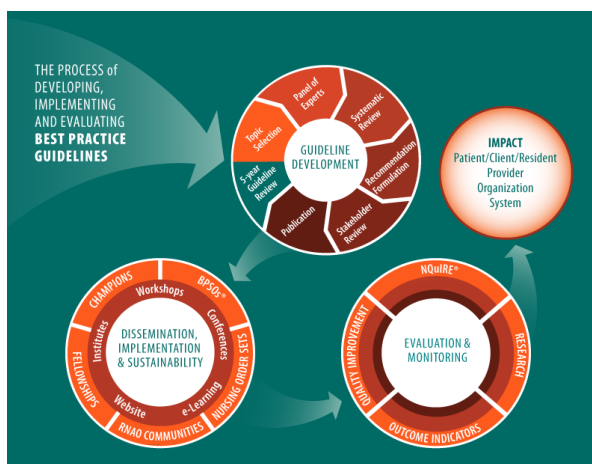 THE PROCESS of
DEVELOPING,
IMPLEMENTING
AND EVALUATING
BEST PRACTICE
GUIDELINES
Topic
Selection
Panel of
Experts
Systematic
Review
Recommendation
Formulation
Stakeholder
Review
Publication
5-year
Guideline
Review
GUIDELINE
DEVELOPMENT
IMPACT
Patient/Client/Resident
Provider
Organization
System
CHAMPIONS
BPSOs®
NURSING ORDER SETS
RNAO COMMUNITIES
FELLOWSHIPS
Workshops
Conferences
e-Learning
Website
Institutes
DISSEMINATION,
IMPLEMENTATION
& SUSTAINABILITY
NQuIRE®
RESEARCH
OUTCOME INDICATORS
QUALITY IMPROVEMENT
EVALUATION &
MONITORING